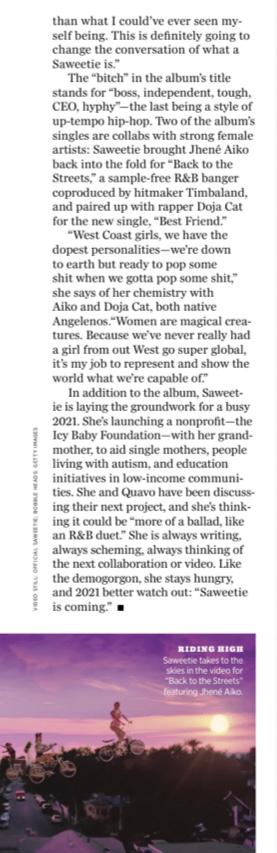 than what I could've ever seen my-
self being. This is definitely going to
change the conversation of what a
Saweetie is."
The "bitch" in the album's title
stands for "boss, independent, tough,
CEO, hyphy"—the last being a style of
up-tempo hip-hop. Two of the album's
singles are collabs with strong female
artists: Saweetie brought Jhené Aiko
back into the fold for "Back to the
Streets," a sample-free R&B banger
coproduced by hitmaker Timbaland,
and paired up with rapper Doja Cat
for the new single, "Best Friend."
"West Coast girls, we have the
dopest personalities—we're down
to earth but ready to pop some
shit when we gotta pop some shit,"
she says of her chemistry with
Aiko and Doja Cat, both native
Angelenos."Women are magical crea-
tures. Because we've never really had
a girl from out West go super global,
it's my job to represent and show the
world what we're capable of."
In addition to the album, Saweet-
ie is laying the groundwork for a busy
2021. She's launching a nonprofit—the
Icy Baby Foundation—with her grand-
mother, to aid single mothers, people
living with autism, and education
initiatives in low-income communi-
ties. She and Quavo have been discuss-
ing their next project, and she's think-
ing it could be "more of a ballad, like
an R&B duet." She is always writing,
always scheming, always thinking of
the next collaboration or video. Like
the demogorgon, she stays hungry,
and 2021 better watch out: "Saweetie
is coming." ■
VIDEO STILL: OFFICIAL SAWEETIE; BOBBLE HEADS: GETTY IMAGES
RIDING HIGH
Saweetie takes to the
skies in the video for
"Back to the Streets"
featuring Jhené Aiko.